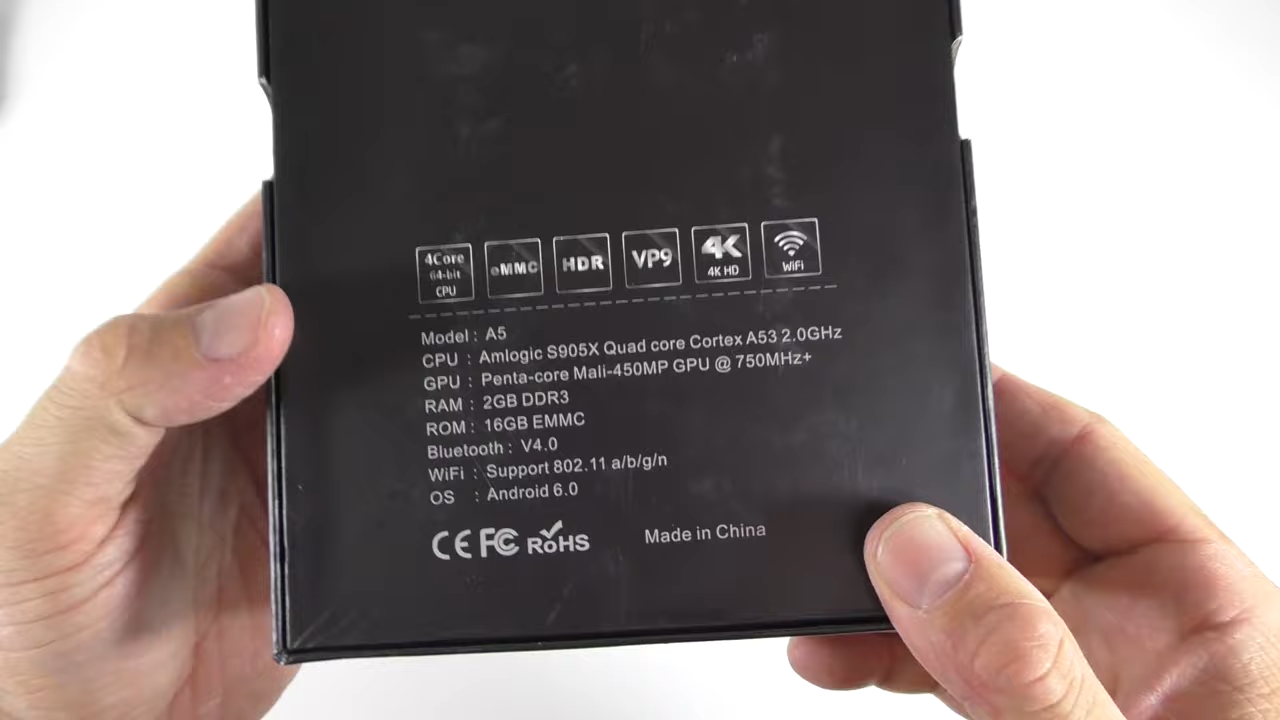 4Core
64-bit
CPU
eMMC
HDR
VP9
4K
4K HD
WiFi
Model : A5
CPU : Amlogic S905X Quad core Cortex A53 2.0GHz
GPU : Penta-core Mali-450MP GPU @ 750MHz+
RAM : 2GB DDR3
ROM : 16GB EMMC
Bluetooth : V4.0
WiFi : Support 802.11 a/b/g/n
OS : Android 6.0
CE FC RoHS
Made in China